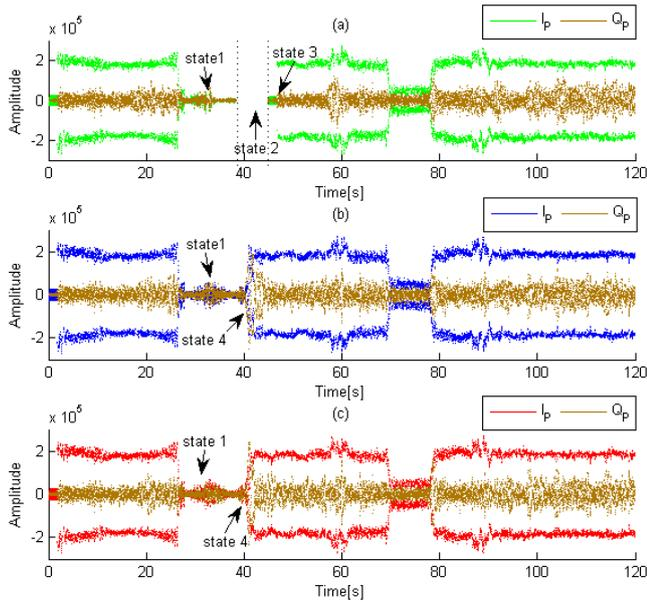 (a)
x 10^5
I_P Q_P
state1
state 3
state 2
Amplitude
2
0
-2
0 20 40 60 80 100 120
Time[s]
(b)
x 10^5
I_P Q_P
state1
state 4
Amplitude
2
0
-2
0 20 40 60 80 100 120
Time[s]
(c)
x 10^5
I_P Q_P
state 1
state 4
Amplitude
2
0
-2
0 20 40 60 80 100 120
Time[s]